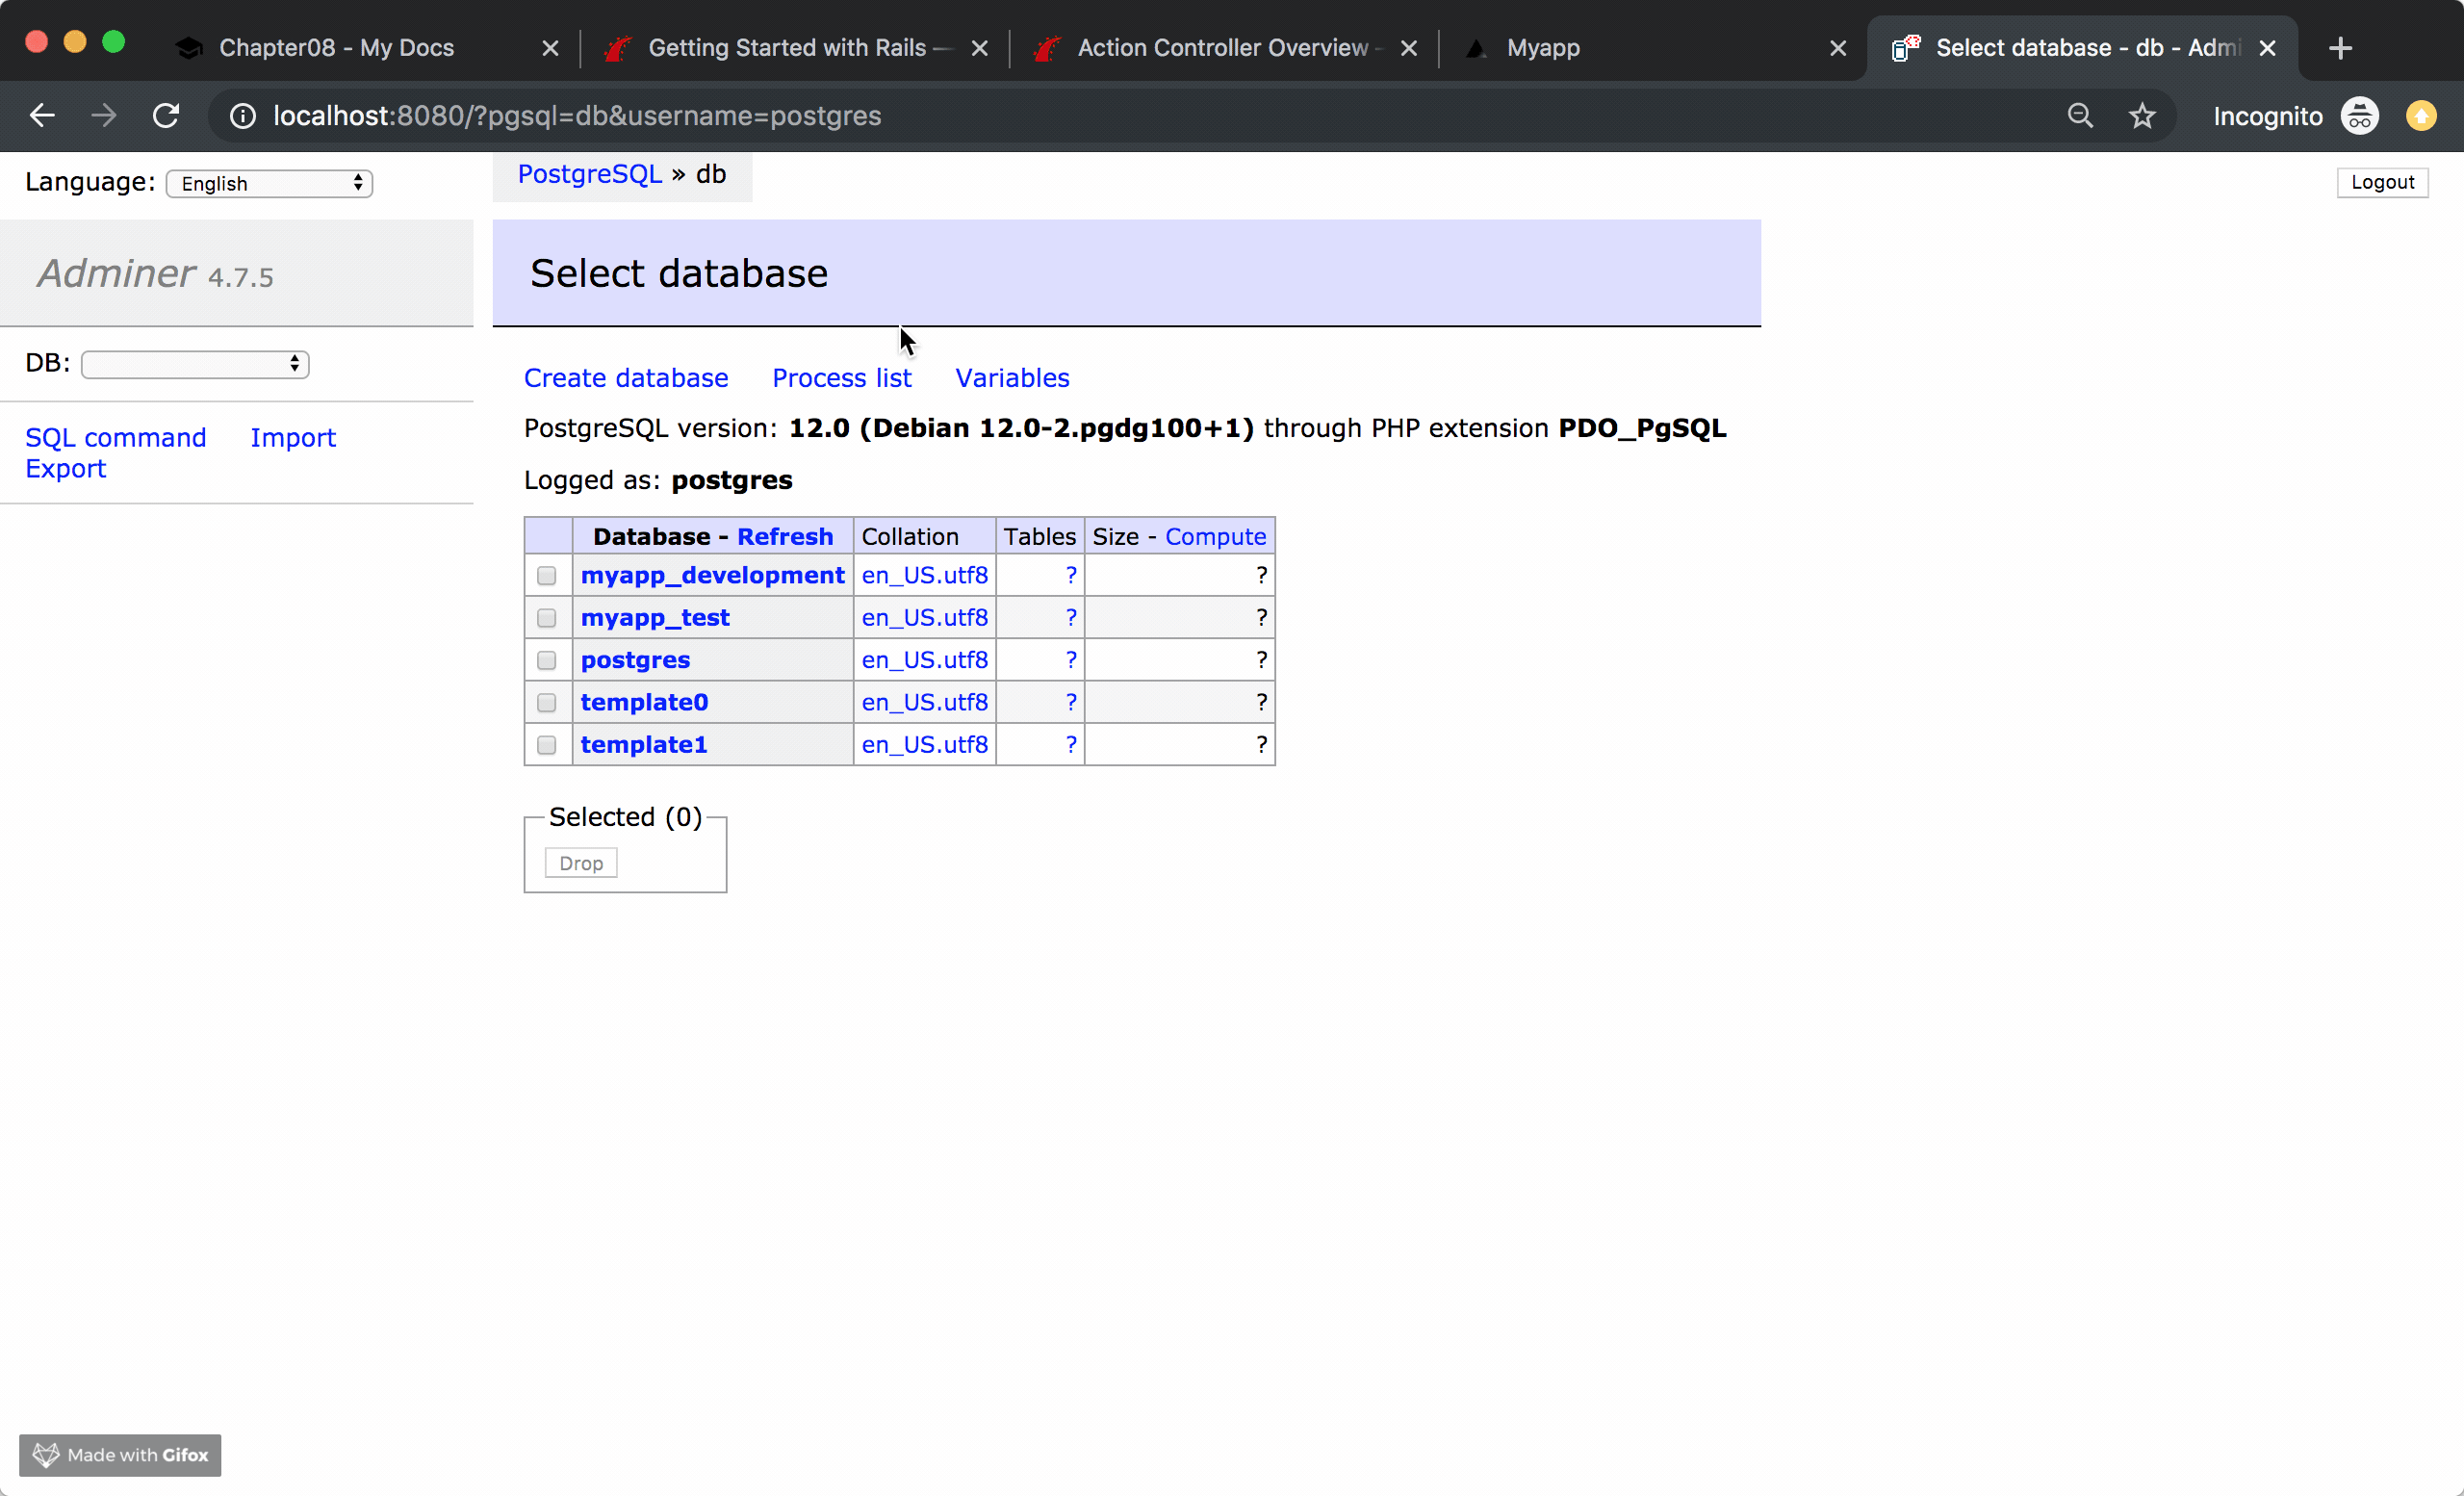 Chapter08 - My Docs
Getting Started with Rails —
Action Controller Overview -
Myapp
Select database - db - Admi
localhost:8080/?pgsql=db&username=postgres
Incognito
Language: English
PostgreSQL » db
Logout
Adminer 4.7.5
Select database
DB:
Create database Process list Variables
SQL command Import
Export
PostgreSQL version: 12.0 (Debian 12.0-2.pgdg100+1) through PHP extension PDO_PgSQL
Logged as: postgres
Database - Refresh Collation Tables Size - Compute
myapp_development en_US.utf8 ? ?
myapp_test en_US.utf8 ? ?
postgres en_US.utf8 ? ?
template0 en_US.utf8 ? ?
template1 en_US.utf8 ? ?
Selected (0)
Drop
Made with Gifox